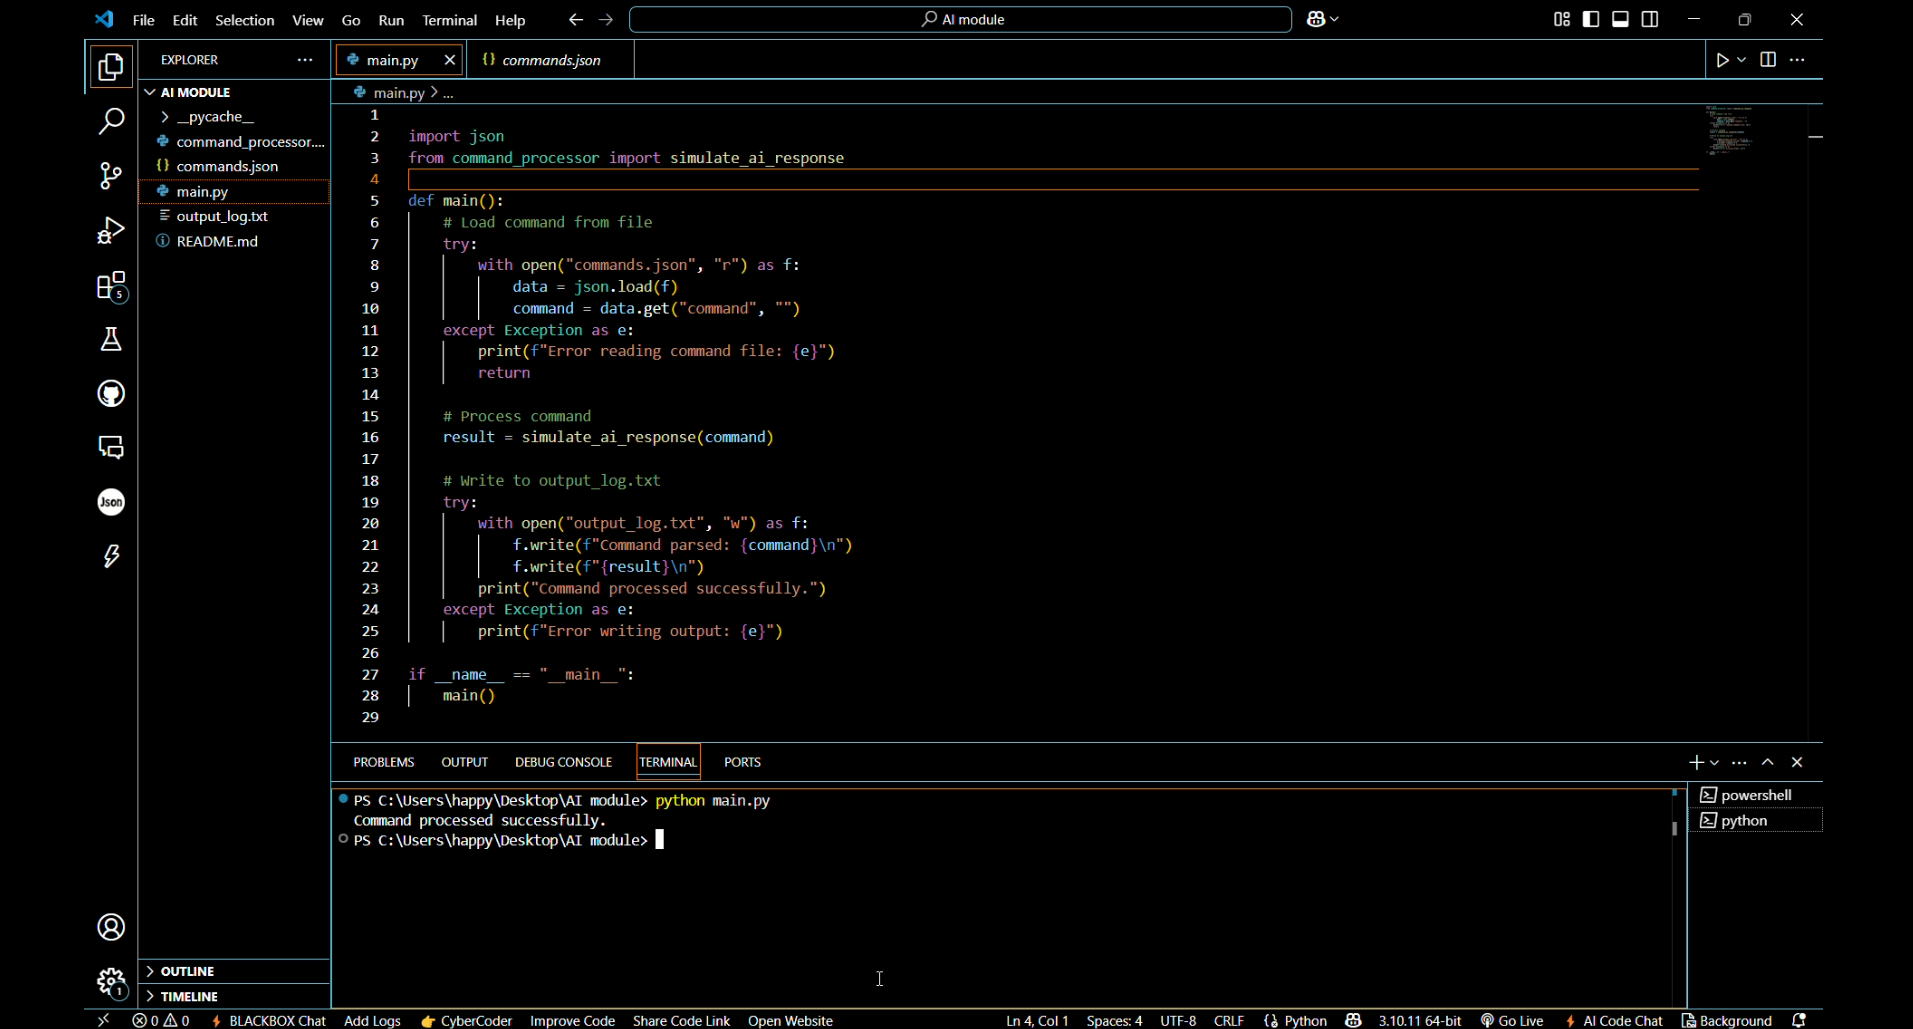 File Edit Selection View Go Run Terminal Help AI module
EXPLORER
AI MODULE
__pycache__
command_processor....
commands.json
main.py
output_log.txt
README.md
OUTLINE
TIMELINE
5
Json
1
main.py
commands.json
main.py > ...
1
2 import json
3 from command_processor import simulate_ai_response
4
5 def main():
6 # Load command from file
7 try:
8 with open("commands.json", "r") as f:
9 data = json.load(f)
10 command = data.get("command", "")
11 except Exception as e:
12 print(f"Error reading command file: {e}")
13 return
14
15 # Process command
16 result = simulate_ai_response(command)
17
18 # Write to output_log.txt
19 try:
20 with open("output_log.txt", "w") as f:
21 f.write(f"Command parsed: {command}\n")
22 f.write(f"{result}\n")
23 print("Command processed successfully.")
24 except Exception as e:
25 print(f"Error writing output: {e}")
26
27 if __name__ == "__main__":
28 main()
29
PROBLEMS OUTPUT DEBUG CONSOLE TERMINAL PORTS
PS C:\Users\happy\Desktop\AI module> python main.py
Command processed successfully.
PS C:\Users\happy\Desktop\AI module>
powershell
python
0 0 BLACKBOX Chat Add Logs CyberCoder Improve Code Share Code Link Open Website Ln 4, Col 1 Spaces: 4 UTF-8 CRLF {} Python 3.10.11 64-bit Go Live AI Code Chat Background